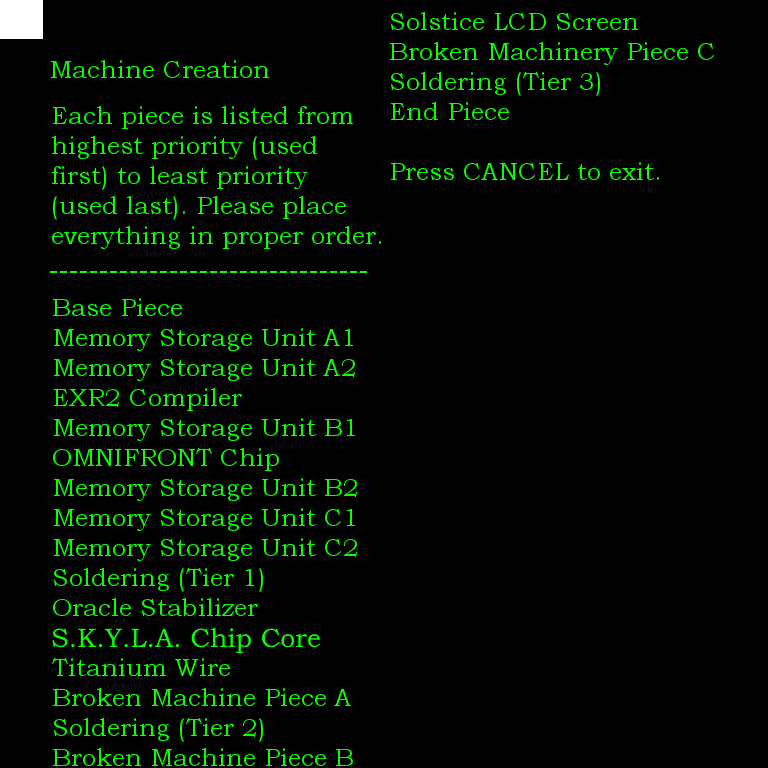 Machine Creation
Each piece is listed from
highest priority (used
first) to least priority
(used last). Please place
everything in proper order.
--------------------------------
Base Piece
Memory Storage Unit A1
Memory Storage Unit A2
EXR2 Compiler
Memory Storage Unit B1
OMNIFRONT Chip
Memory Storage Unit B2
Memory Storage Unit C1
Memory Storage Unit C2
Soldering (Tier 1)
Oracle Stabilizer
S.K.Y.L.A. Chip Core
Titanium Wire
Broken Machine Piece A
Soldering (Tier 2)
Broken Machine Piece B
Solstice LCD Screen
Broken Machinery Piece C
Soldering (Tier 3)
End Piece
Press CANCEL to exit.